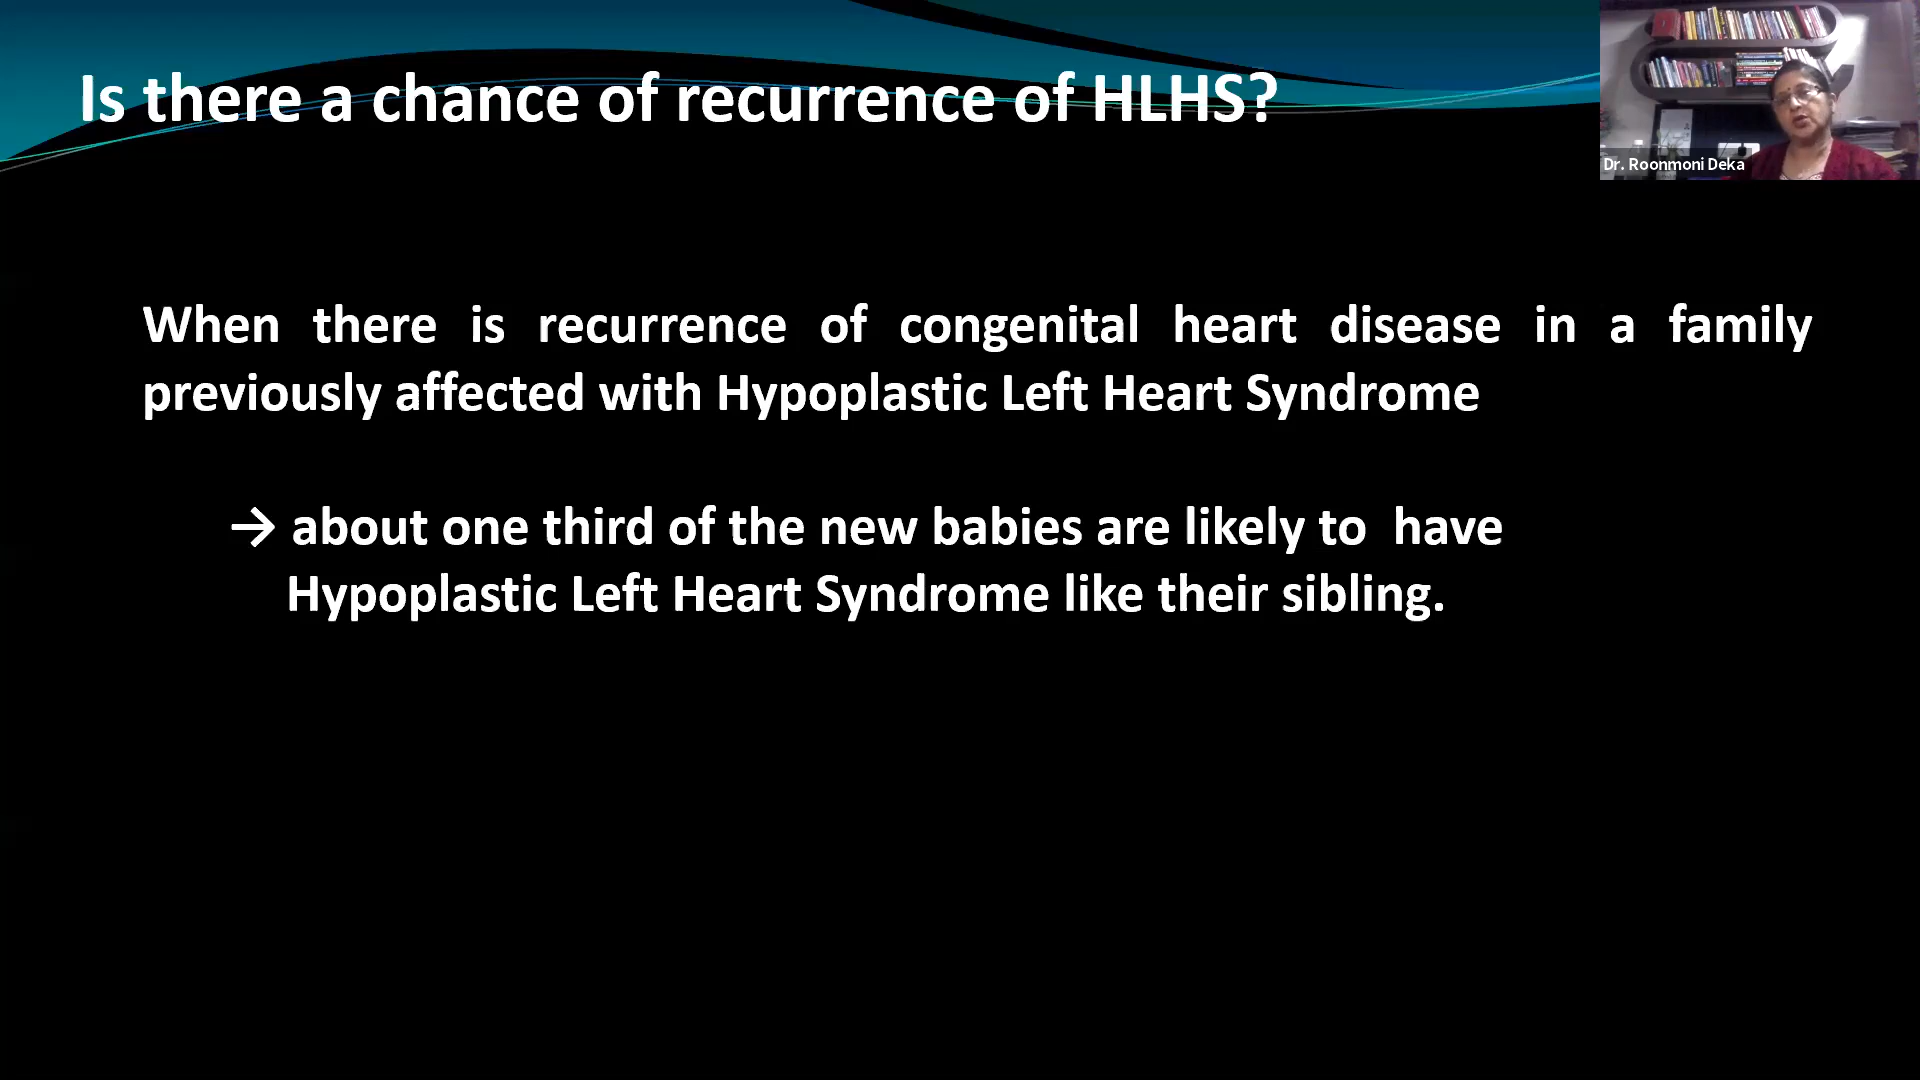 Is there a chance of recurrence of HLHS?
Dr. Roonmoni Deka
When there is recurrence of congenital heart disease in a family
previously affected with Hypoplastic Left Heart Syndrome
→ about one third of the new babies are likely to have
Hypoplastic Left Heart Syndrome like their sibling.